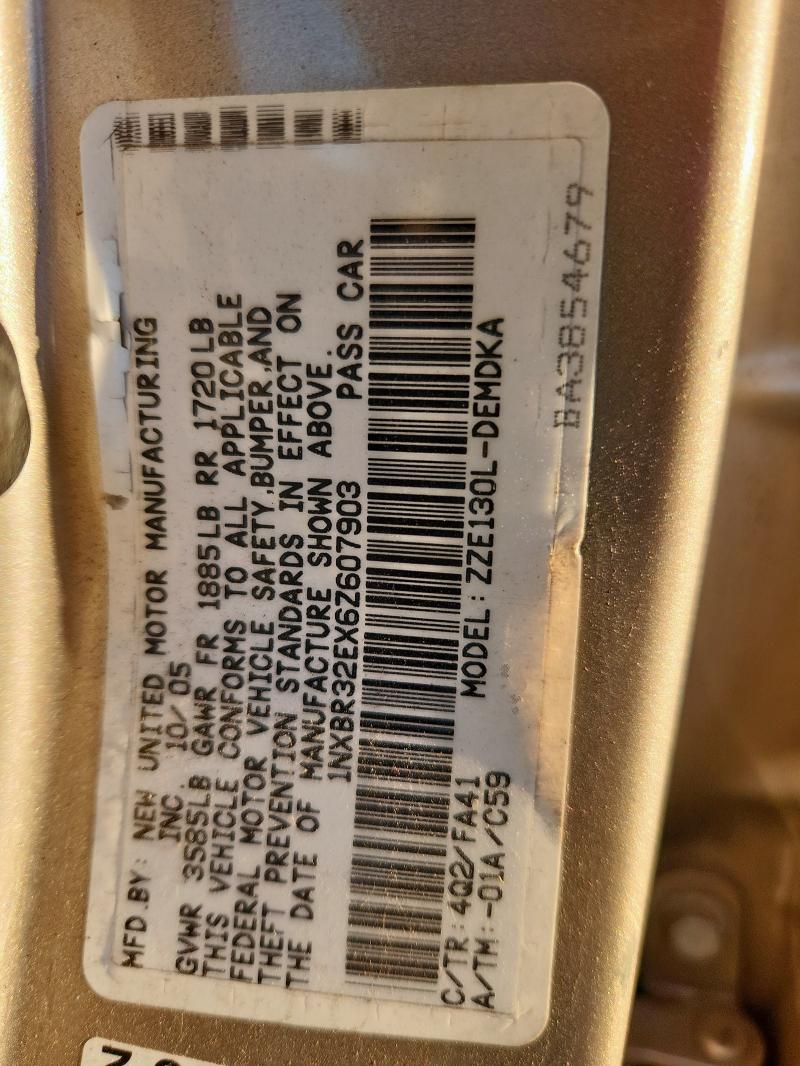 MFD.BY: NEW UNITED MOTOR MANUFACTURING
INC. 10/05
GVWR 3585LB GAWR FR 1885LB RR 1720LB
THIS VEHICLE CONFORMS TO ALL APPLICABLE
FEDERAL MOTOR VEHICLE SAFETY,BUMPER,AND
THEFT PREVENTION STANDARDS IN EFFECT ON
THE DATE OF MANUFACTURE SHOWN ABOVE.
1NXBR32EX6Z607903 PASS CAR
C/TR:4Q2/FA41 MODEL:ZZE130L-DEMDKA
A/TM:-01A/C59
BA3854679